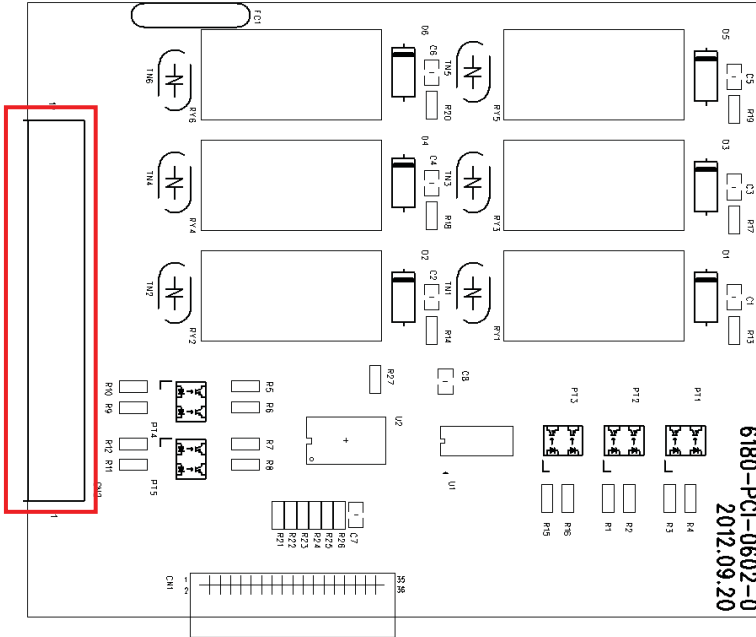 FC1
D6
D5
C6
TN5
C5
TN6
RY6
R20
RY5
R19
D4
D3
C4
TN3
C3
TN4
RY4
R18
RY3
R17
D2
D1
C2
TN1
C1
TN2
RY2
R14
RY1
R13
R10
R5
R27
C8
PT3
PT2
PT1
R9
R6
PT4
U2
R12
R7
R11
R8
PT5
U1
6180-PCI-0602-0
2012.09.20
1
R15
R16
R1
R2
R3
R4
R21
R22
R23
R24
R25
R26
C7
CN1
1
2
35
36